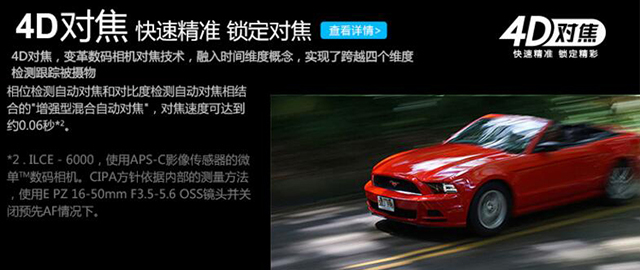 4D对焦 快速精准 锁定对焦 查看详情>
4D对焦
快速精准 锁定精彩
4D对焦，变革数码相机对焦技术，融入时间维度概念，实现了跨越四个维度
检测跟踪被摄物
相位检测自动对焦和对比度检测自动对焦相结
合的"增强型混合自动对焦"，对焦速度可达到
约0.06秒*2。
*2 . ILCE - 6000，使用APS-C影像传感器的微
单™数码相机。CIPA方针依据内部的测量方法
，使用E PZ 16-50mm F3.5-5.6 OSS镜头并关
闭预先AF情况下。